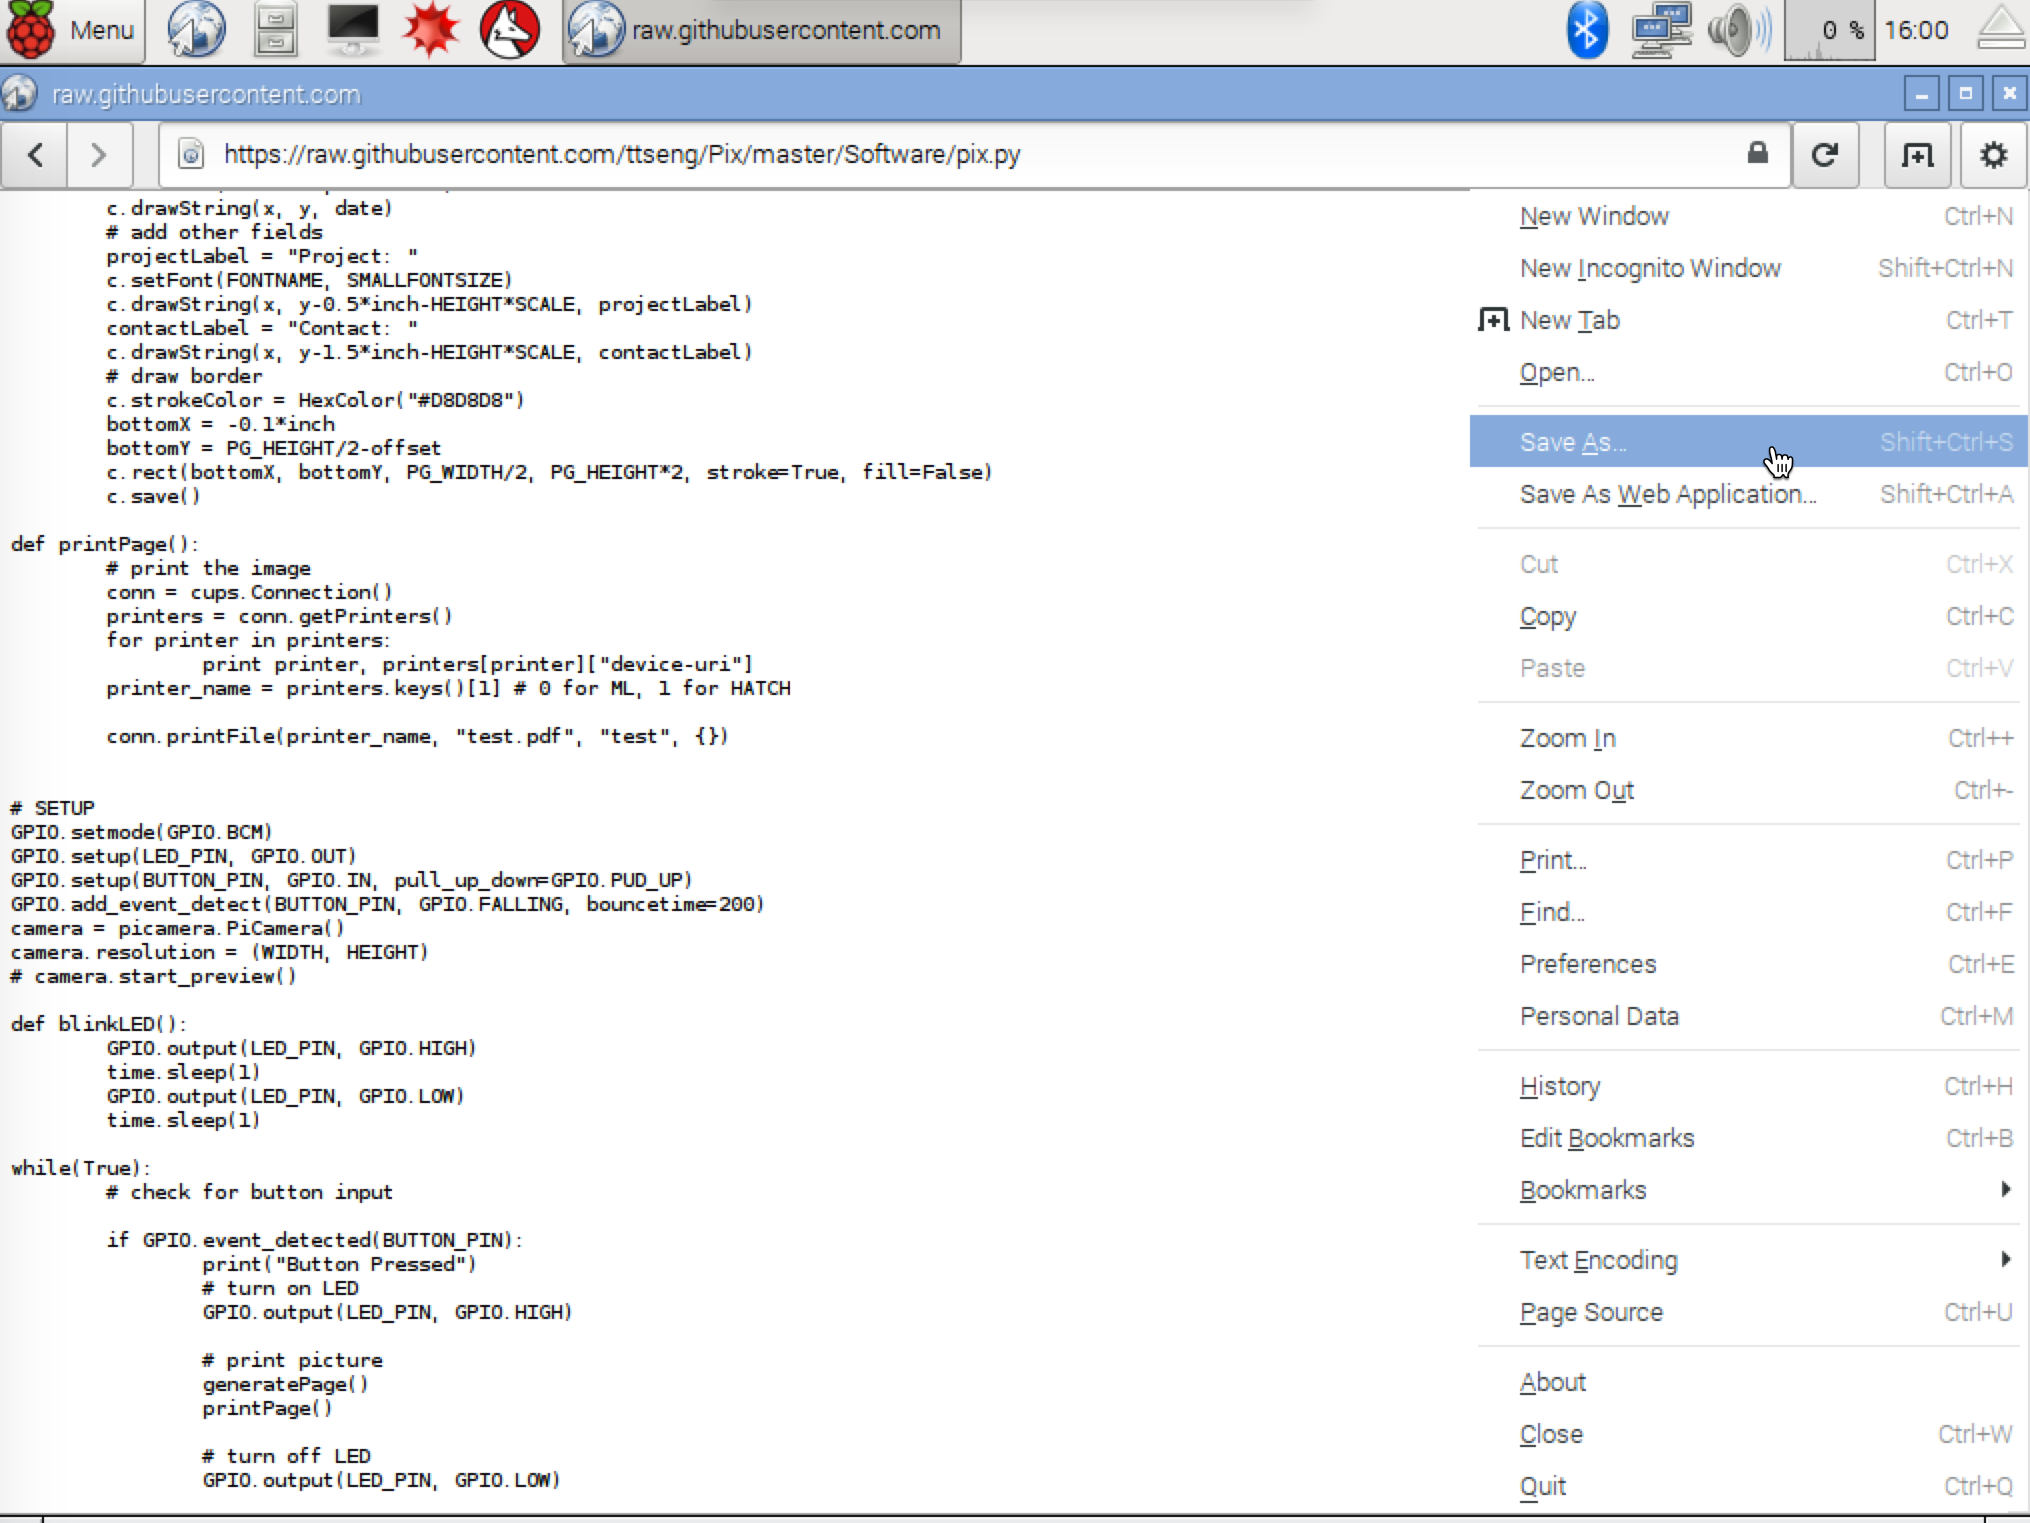 Menu
raw.githubusercontent.com
0 %
16:00
raw.githubusercontent.com
https://raw.githubusercontent.com/ttseng/Pix/master/Software/pix.py
c.drawString(x, y, date)
# add other fields
projectLabel = "Project: "
c.setFont(FONTNAME, SMALLFONTSIZE)
c.drawString(x, y-0.5*inch-HEIGHT*SCALE, projectLabel)
contactLabel = "Contact: "
c.drawString(x, y-1.5*inch-HEIGHT*SCALE, contactLabel)
# draw border
c.strokeColor = HexColor("#D8D8D8")
bottomX = -0.1*inch
bottomY = PG_HEIGHT/2-offset
c.rect(bottomX, bottomY, PG_WIDTH/2, PG_HEIGHT*2, stroke=True, fill=False)
c.save()
def printPage():
# print the image
conn = cups.Connection()
printers = conn.getPrinters()
for printer in printers:
print printer, printers[printer]["device-uri"]
printer_name = printers.keys()[1] # 0 for ML, 1 for HATCH
conn.printFile(printer_name, "test.pdf", "test", {})
# SETUP
GPIO.setmode(GPIO.BCM)
GPIO.setup(LED_PIN, GPIO.OUT)
GPIO.setup(BUTTON_PIN, GPIO.IN, pull_up_down=GPIO.PUD_UP)
GPIO.add_event_detect(BUTTON_PIN, GPIO.FALLING, bouncetime=200)
camera = picamera.PiCamera()
camera.resolution = (WIDTH, HEIGHT)
# camera.start_preview()
def blinkLED():
GPIO.output(LED_PIN, GPIO.HIGH)
time.sleep(1)
GPIO.output(LED_PIN, GPIO.LOW)
time.sleep(1)
while(True):
# check for button input
if GPIO.event_detected(BUTTON_PIN):
print("Button Pressed")
# turn on LED
GPIO.output(LED_PIN, GPIO.HIGH)
# print picture
generatePage()
printPage()
# turn off LED
GPIO.output(LED_PIN, GPIO.LOW)
New Window Ctrl+N
New Incognito Window Shift+Ctrl+N
New Tab Ctrl+T
Open... Ctrl+O
Save As... Shift+Ctrl+S
Save As Web Application... Shift+Ctrl+A
Cut Ctrl+X
Copy Ctrl+C
Paste Ctrl+V
Zoom In Ctrl++
Zoom Out Ctrl+-
Print... Ctrl+P
Find... Ctrl+F
Preferences Ctrl+E
Personal Data Ctrl+M
History Ctrl+H
Edit Bookmarks Ctrl+B
Bookmarks
Text Encoding
Page Source Ctrl+U
About
Close Ctrl+W
Quit Ctrl+Q